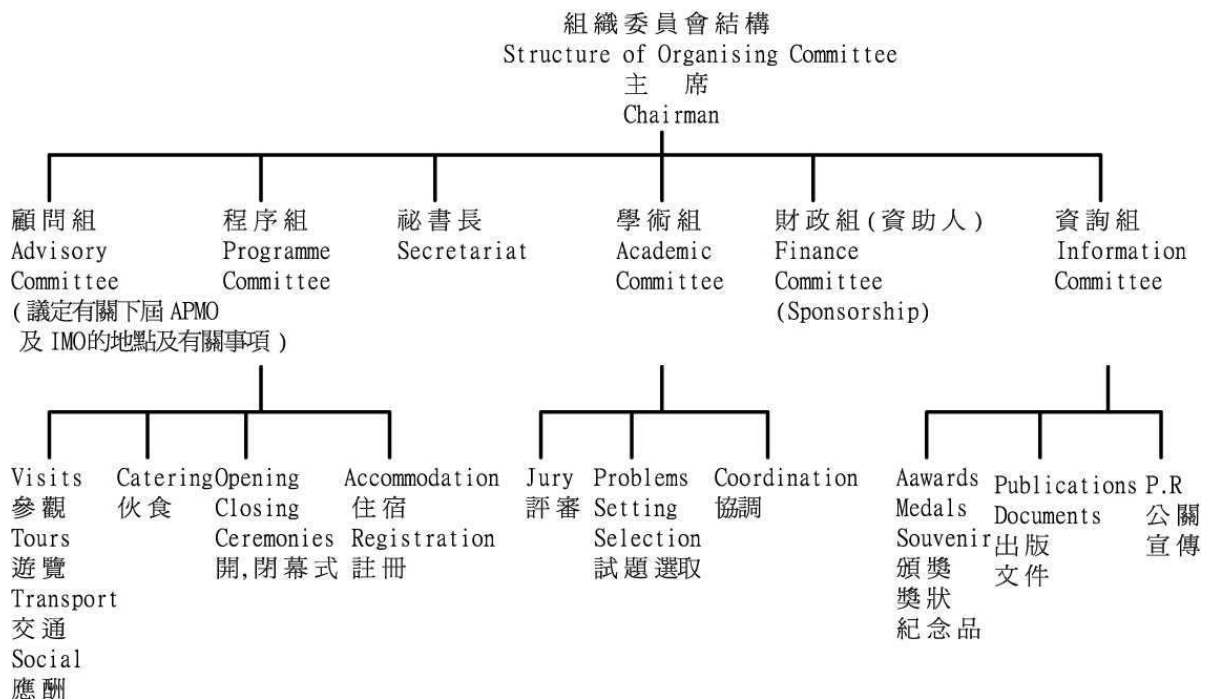 組織委員會結構
Structure of Organising Committee
主 席
Chairman
顧問組
Advisory
Committee
(議定有關下屆 APMO
及 IMO的地點及有關事項)
程序組
Programme
Committee
祕書長
Secretariat
學術組
Academic
Committee
財政組(資助人)
Finance
Committee
(Sponsorship)
資詢組
Information
Committee
Visits
參觀
Tours
遊覽
Transport
交通
Social
應酬
Catering
伙食
Opening
Closing
Ceremonies
開,閉幕式
Accommodation
住宿
Registration
註冊
Jury
評審
Problems
Setting
Selection
試題選取
Coordination
協調
Aawards
Medals
Souvenir
頒獎
獎狀
紀念品
Publications
Documents
出版
文件
P.R
公關
宣傳